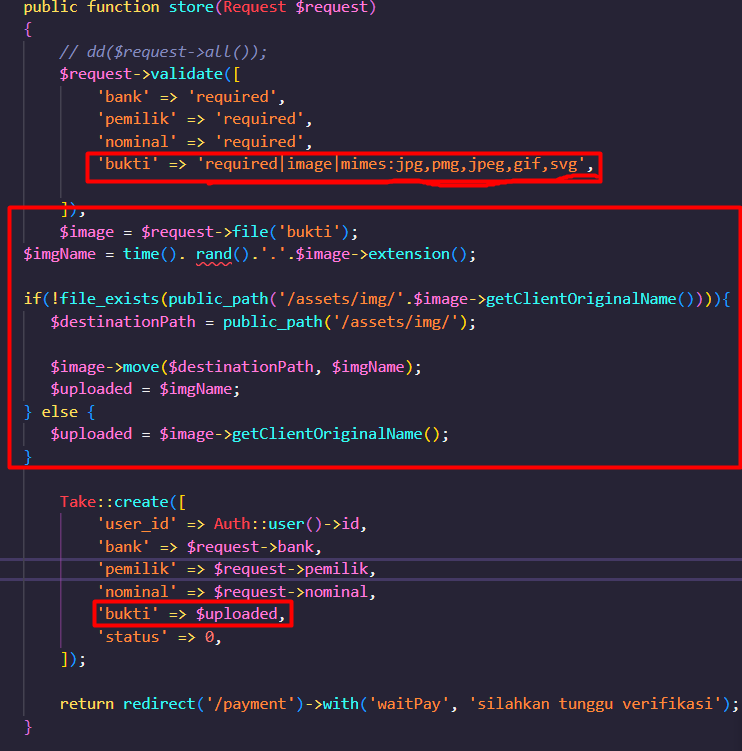 public function store(Request $request)
{
    // dd($request->all());
    $request->validate([
        'bank' => 'required',
        'pemilik' => 'required',
        'nominal' => 'required',
        'bukti' => 'required|image|mimes:jpg,pmg,jpeg,gif,svg',
    ]);
    $image = $request->file('bukti');
$imgName = time(). rand().'.'.$image->extension();
if(!file_exists(public_path('/assets/img/'.$image->getClientOriginalName()))){
   $destinationPath = public_path('/assets/img/');
   $image->move($destinationPath, $imgName);
   $uploaded = $imgName;
} else {
   $uploaded = $image->getClientOriginalName();
}
    Take::create([
        'user_id' => Auth::user()->id,
        'bank' => $request->bank,
        'pemilik' => $request->pemilik,
        'nominal' => $request->nominal,
        'bukti' => $uploaded,
        'status' => 0,
    ]);
    return redirect('/payment')->with('waitPay', 'silahkan tunggu verifikasi');
}